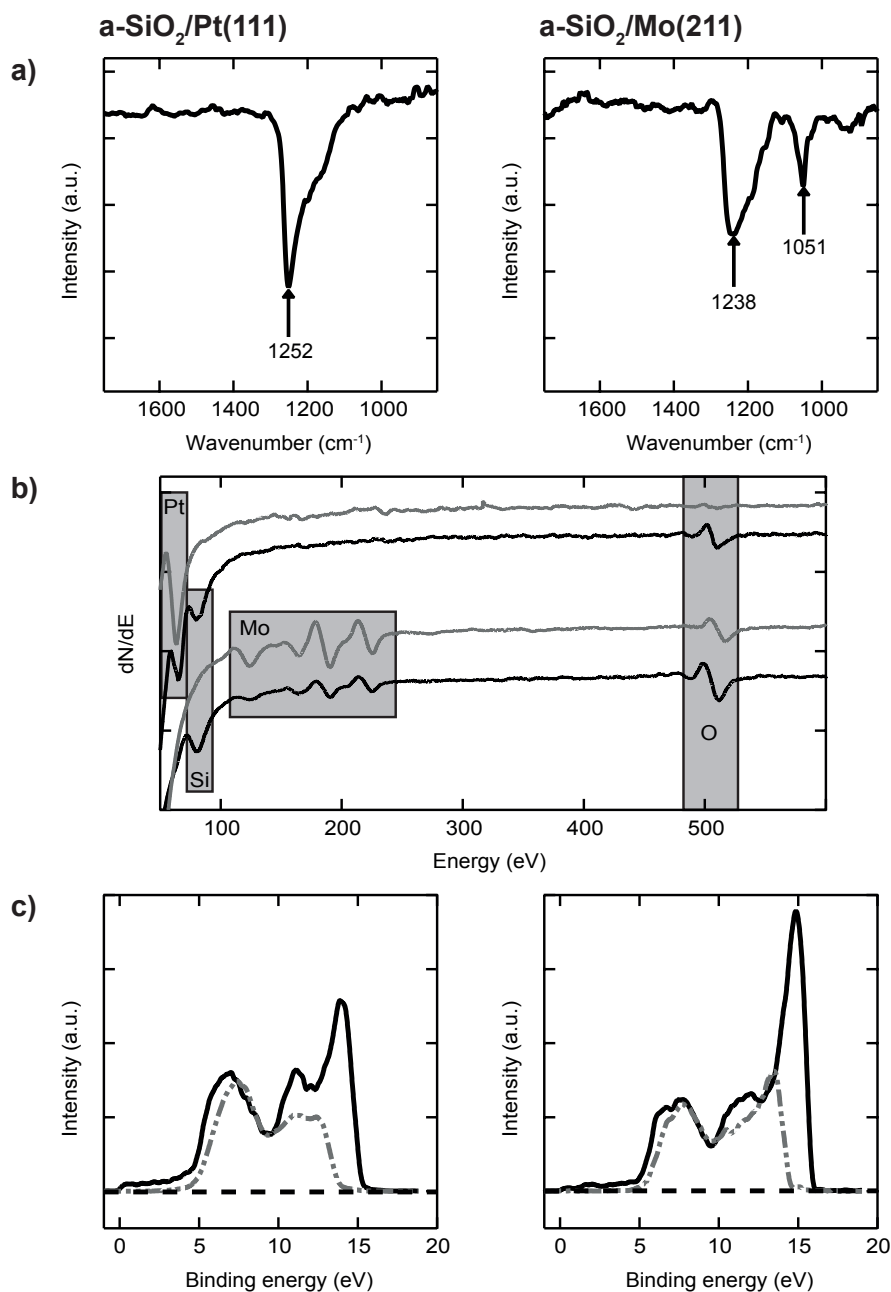 a-SiO₂/Pt(111)
a-SiO₂/Mo(211)
a)
Intensity (a.u.)
1252
1600 1400 1200 1000
Wavenumber (cm⁻¹)
Intensity (a.u.)
1238
1051
1600 1400 1200 1000
Wavenumber (cm⁻¹)
b)
dN/dE
Pt
Si
Mo
O
100 200 300 400 500
Energy (eV)
c)
Intensity (a.u.)
0 5 10 15 20
Binding energy (eV)
Intensity (a.u.)
0 5 10 15 20
Binding energy (eV)